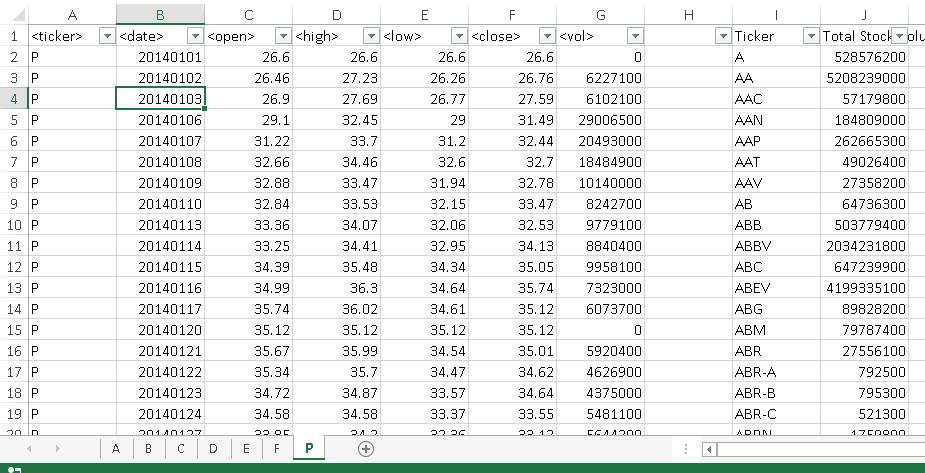 A B C D E F G H I J
1 <ticker> <date> <open> <high> <low> <close> <vol> Ticker Total Stock olu
2 P 20140101 26.6 26.6 26.6 26.6 0 A 528576200
3 P 20140102 26.46 27.23 26.26 26.76 6227100 AA 5208239000
4 P 20140103 26.9 27.69 26.77 27.59 6102100 AAC 57179800
5 P 20140106 29.1 32.45 29 31.49 29006500 AAN 184809000
6 P 20140107 31.22 33.7 31.2 32.44 20493000 AAP 262665300
7 P 20140108 32.66 34.46 32.6 32.7 18484900 AAT 49026400
8 P 20140109 32.88 33.47 31.94 32.78 10140000 AAV 27358200
9 P 20140110 32.84 33.53 32.15 33.47 8242700 AB 64736300
10 P 20140113 33.36 34.07 32.06 32.53 9779100 ABB 503779400
11 P 20140114 33.25 34.41 32.95 34.13 8840400 ABBV 2034231800
12 P 20140115 34.39 35.48 34.34 35.05 9958100 ABC 647239900
13 P 20140116 34.99 36.3 34.64 35.74 7323000 ABEV 4199335100
14 P 20140117 35.74 36.02 34.61 35.12 6073700 ABG 89828200
15 P 20140120 35.12 35.12 35.12 35.12 0 ABM 79787400
16 P 20140121 35.67 35.99 34.54 35.01 5920400 ABR 27556100
17 P 20140122 35.34 35.7 34.47 34.62 4626900 ABR-A 792500
18 P 20140123 34.72 34.87 33.57 34.64 4375000 ABR-B 795300
19 P 20140124 34.58 34.58 33.37 33.55 5481100 ABR-C 521300
20 P 20140127
A B C D E F P